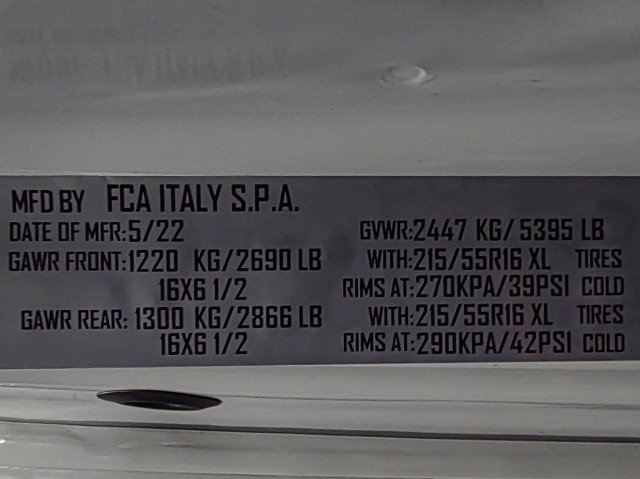 MFD BY FCA ITALY S.P.A.
DATE OF MFR:5/22 GVWR:2447 KG/5395 LB
GAWR FRONT:1220 KG/2690 LB WITH:215/55R16 XL TIRES
16X6 1/2 RIMS AT:270KPA/39PSI COLD
GAWR REAR: 1300 KG/2866 LB WITH:215/55R16 XL TIRES
16X6 1/2 RIMS AT:290KPA/42PSI COLD